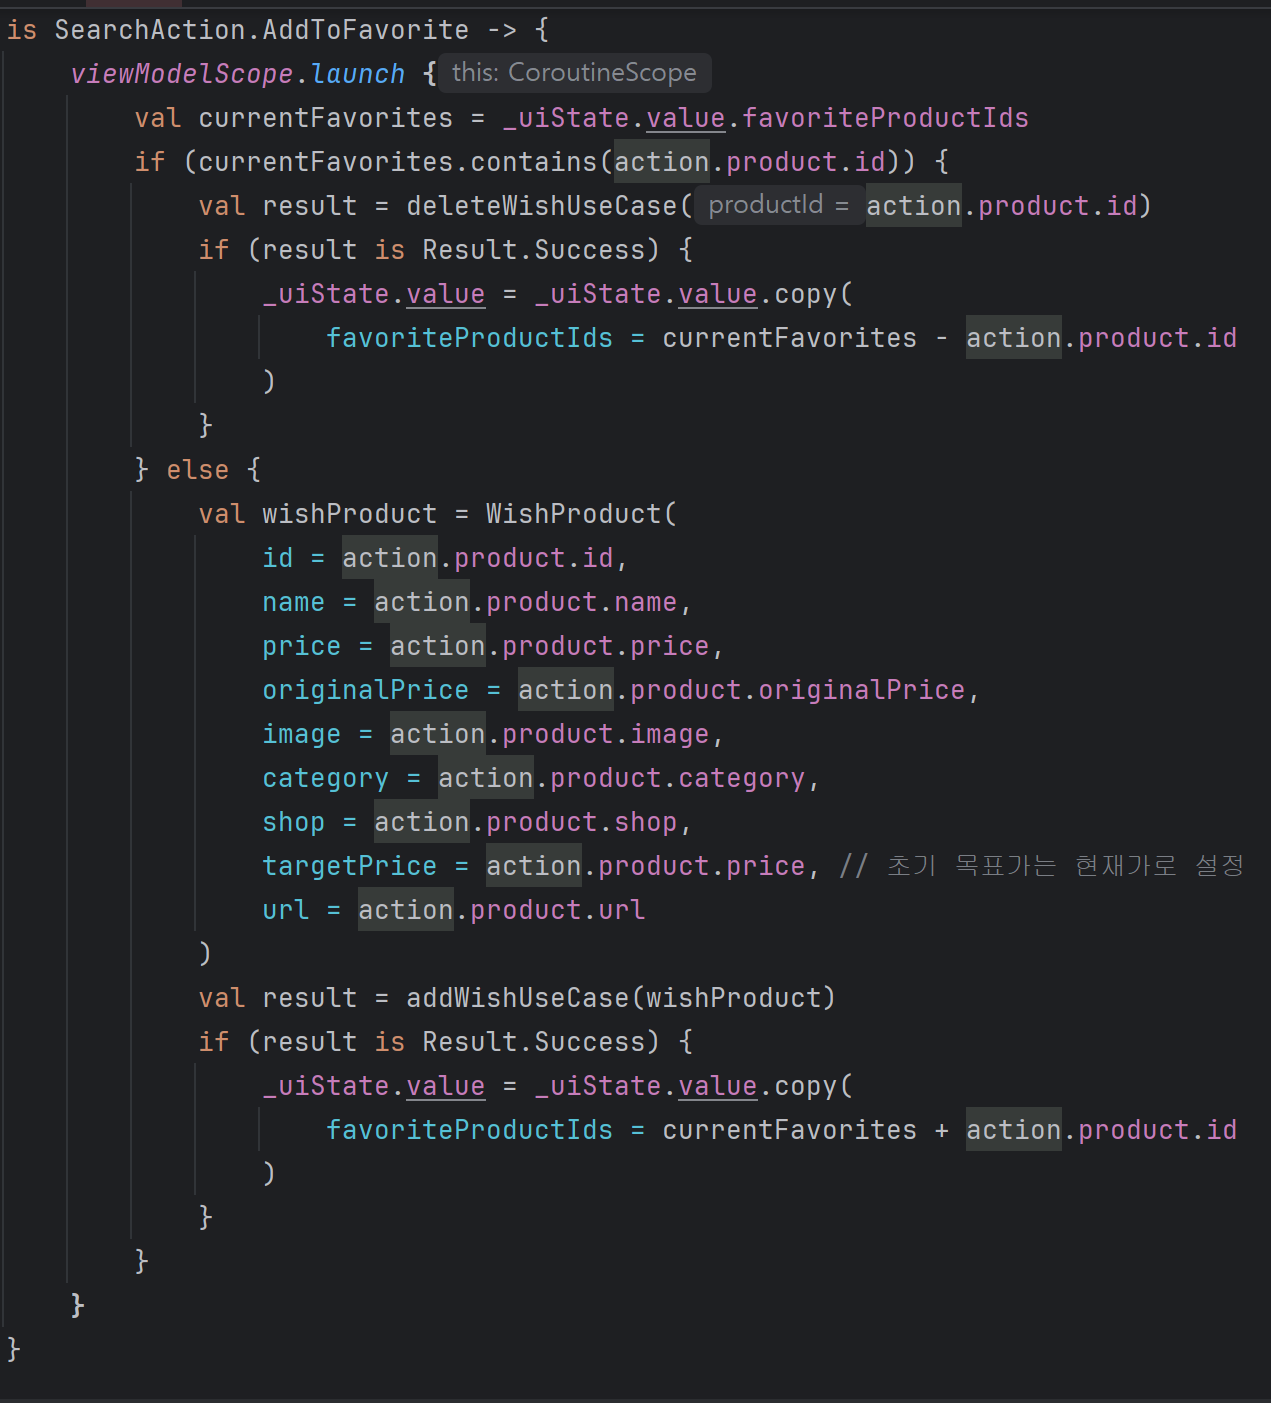 is SearchAction.AddToFavorite -> {
viewModelScope.launch { this: CoroutineScope
val currentFavorites = _uiState.value.favoriteProductIds
if (currentFavorites.contains(action.product.id)) {
val result = deleteWishUseCase( productId = action.product.id)
if (result is Result.Success) {
_uiState.value = _uiState.value.copy(
favoriteProductIds = currentFavorites - action.product.id
)
}
} else {
val wishProduct = WishProduct(
id = action.product.id,
name = action.product.name,
price = action.product.price,
originalPrice = action.product.originalPrice,
image = action.product.image,
category = action.product.category,
shop = action.product.shop,
targetPrice = action.product.price, // 초기 목표가는 현재가로 설정
url = action.product.url
)
val result = addWishUseCase(wishProduct)
if (result is Result.Success) {
_uiState.value = _uiState.value.copy(
favoriteProductIds = currentFavorites + action.product.id
)
}
}
}
}